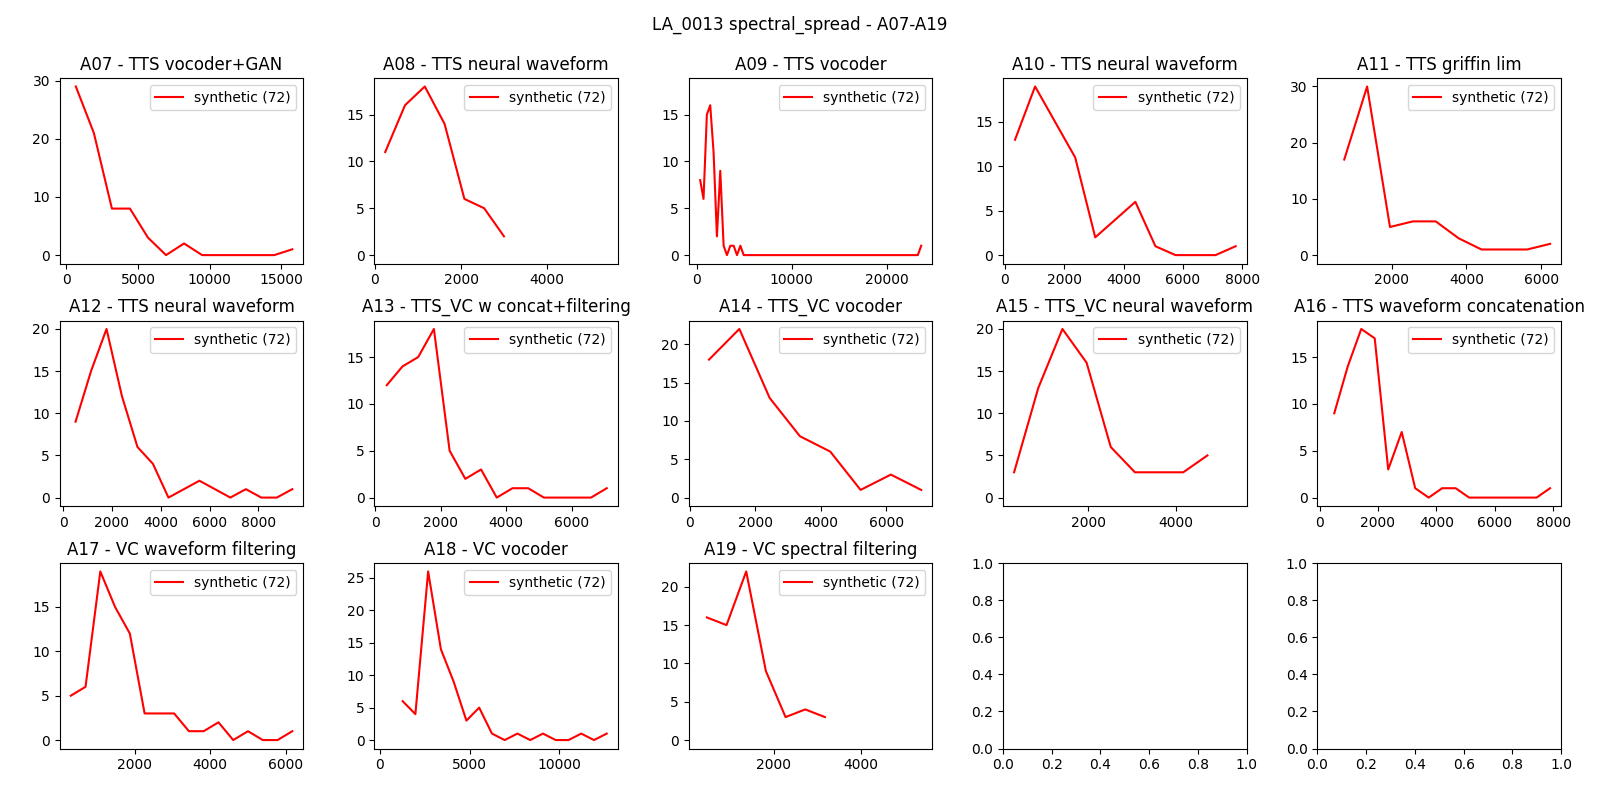 LA_0013 spectral_spread - A07-A19
A07 - TTS vocoder+GAN
synthetic (72)
30
20
10
0
0 5000 10000 15000
A08 - TTS neural waveform
synthetic (72)
15
10
5
0
0 2000 4000
A09 - TTS vocoder
synthetic (72)
15
10
5
0
0 10000 20000
A10 - TTS neural waveform
synthetic (72)
15
10
5
0
0 2000 4000 6000 8000
A11 - TTS griffin lim
synthetic (72)
30
20
10
0
2000 4000 6000
A12 - TTS neural waveform
synthetic (72)
20
15
10
5
0
0 2000 4000 6000 8000
A13 - TTS_VC w concat+filtering
synthetic (72)
15
10
5
0
0 2000 4000 6000
A14 - TTS_VC vocoder
synthetic (72)
20
15
10
5
0
0 2000 4000 6000
A15 - TTS_VC neural waveform
synthetic (72)
20
15
10
5
0
2000 4000
A16 - TTS waveform concatenation
synthetic (72)
15
10
5
0
0 2000 4000 6000 8000
A17 - VC waveform filtering
synthetic (72)
15
10
5
0
2000 4000 6000
A18 - VC vocoder
synthetic (72)
25
20
15
10
5
0
0 5000 10000
A19 - VC spectral filtering
synthetic (72)
20
15
10
5
0
2000 4000
1.0
0.8
0.6
0.4
0.2
0.0
0.0 0.2 0.4 0.6 0.8 1.0
1.0
0.8
0.6
0.4
0.2
0.0
0.0 0.2 0.4 0.6 0.8 1.0